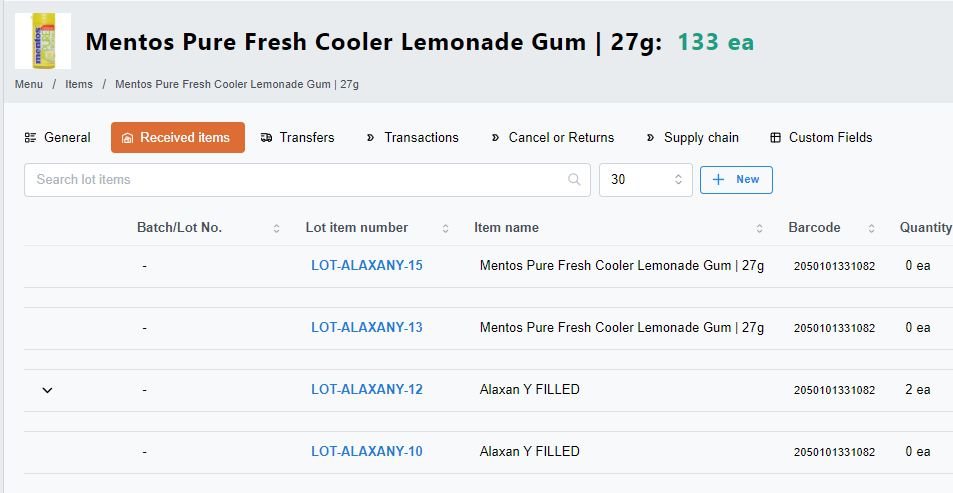 mentos
Mentos Pure Fresh Cooler Lemonade Gum | 27g: 133 ea
Menu / Items / Mentos Pure Fresh Cooler Lemonade Gum | 27g
General Received items Transfers Transactions Cancel or Returns Supply chain Custom Fields
Search lot items 30 New
Batch/Lot No. Lot item number Item name Barcode Quantity
- LOT-ALAXANY-15 Mentos Pure Fresh Cooler Lemonade Gum | 27g 2050101331082 0 ea
- LOT-ALAXANY-13 Mentos Pure Fresh Cooler Lemonade Gum | 27g 2050101331082 0 ea
- LOT-ALAXANY-12 Alaxan Y FILLED 2050101331082 2 ea
- LOT-ALAXANY-10 Alaxan Y FILLED 2050101331082 0 ea